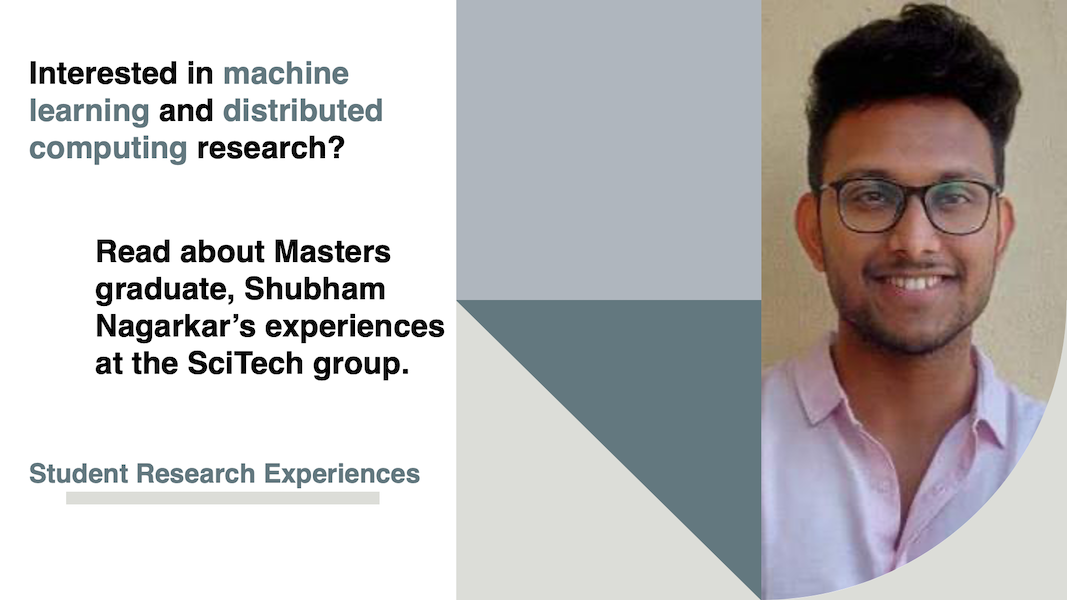 Interested in machine
learning and distributed
computing research?
Read about Masters
graduate, Shubham
Nagarkar’s experiences
at the SciTech group.
Student Research Experiences